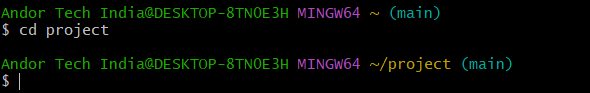 Andor Tech India@DESKTOP-8TN0E3H MINGW64 ~ (main)
$ cd project
Andor Tech India@DESKTOP-8TN0E3H MINGW64 ~/project (main)
$